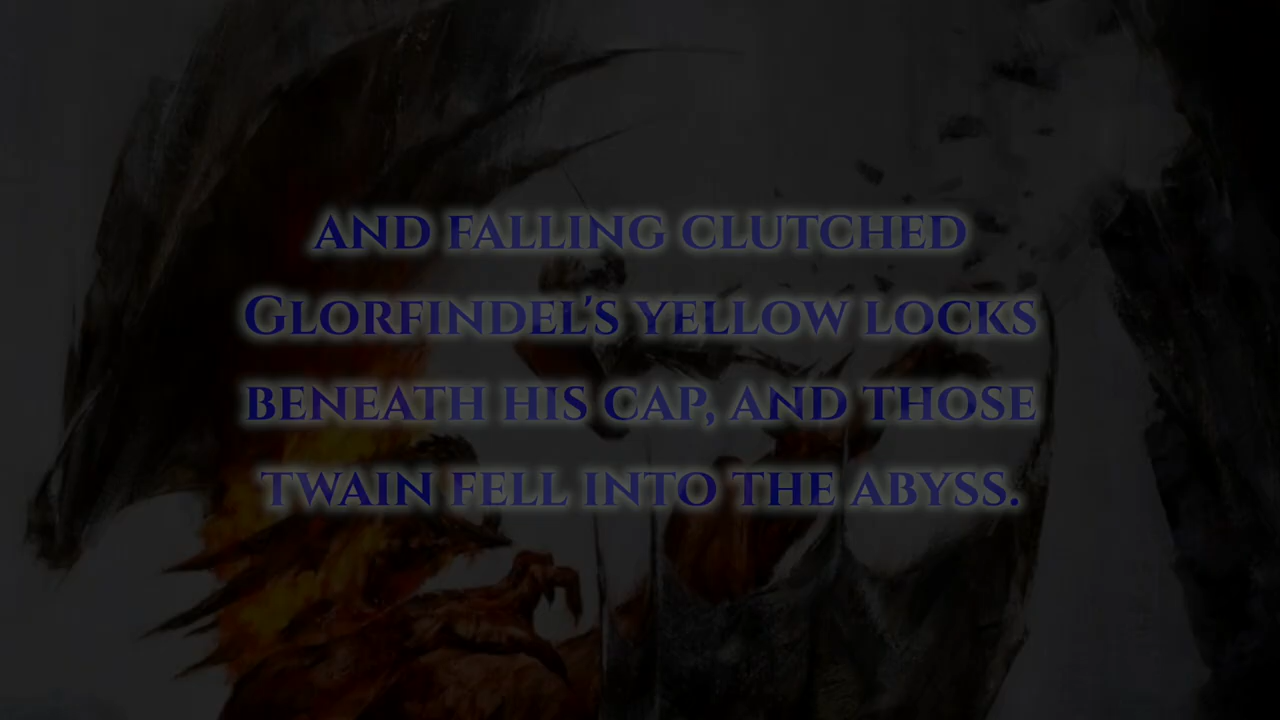 AND FALLING CLUTCHED
GLORFINDEL'S YELLOW LOCKS
BENEATH HIS CAP, AND THOSE
TWAIN FELL INTO THE ABYSS.